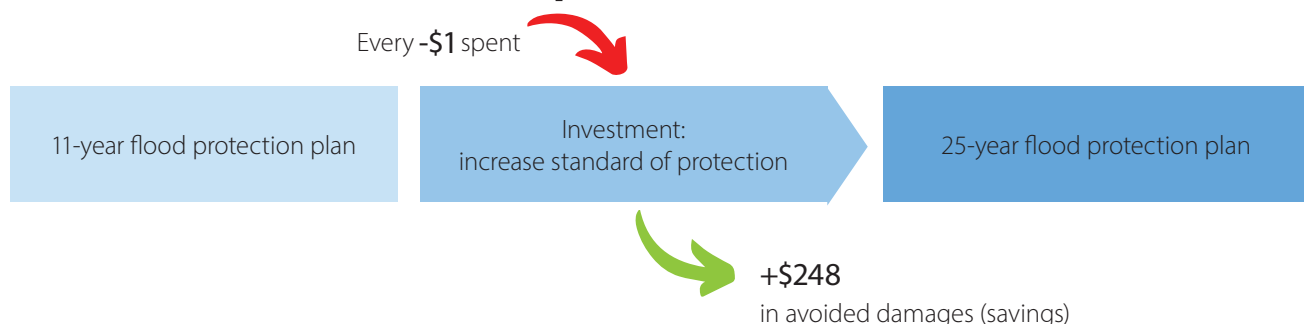 Every -$1 spent
11-year flood protection plan
Investment:
increase standard of protection
25-year flood protection plan
+$248
in avoided damages (savings)